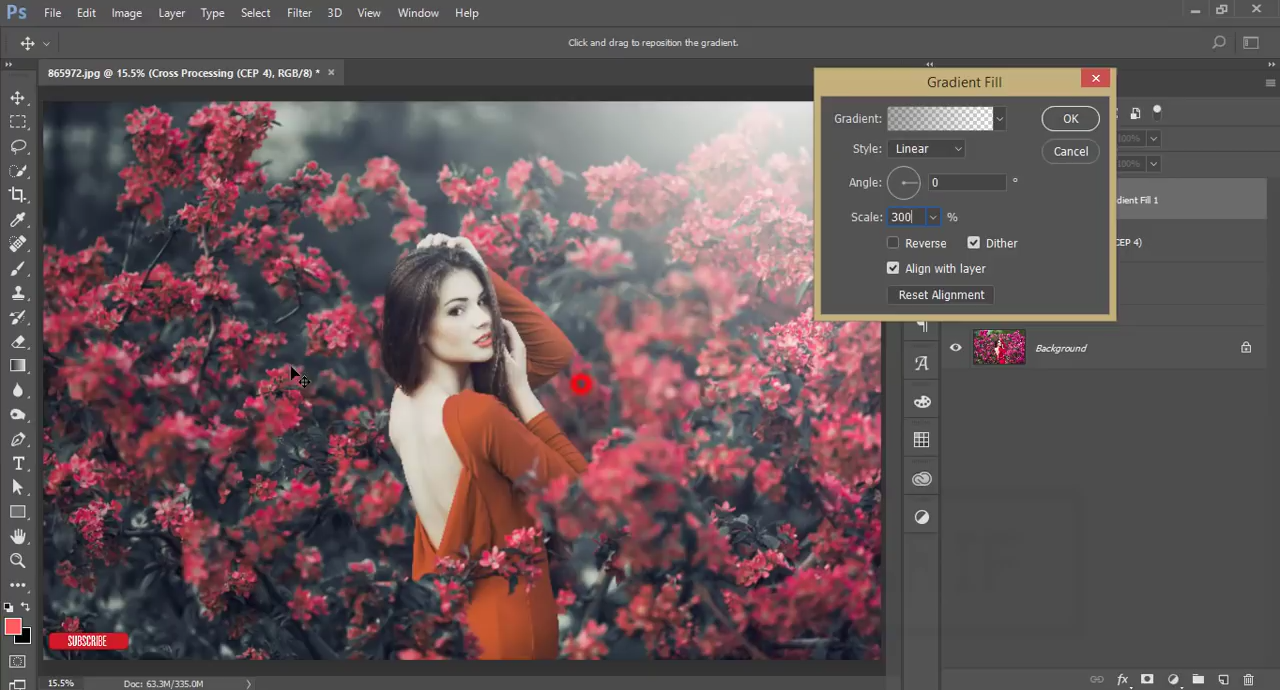 Ps File Edit Image Layer Type Select Filter 3D View Window Help
Click and drag to reposition the gradient.
865972.jpg @ 15.5% (Cross Processing (CEP 4), RGB/8) * ×
Gradient Fill
Gradient:
OK
Style: Linear
Cancel
Angle: 0 °
Scale: 300 %
Reverse Dither
Align with layer
Reset Alignment
100%
100%
dient Fill 1
CEP 4)
Background
SUBSCRIBE
15.5% Doc: 63.3M/335.0M